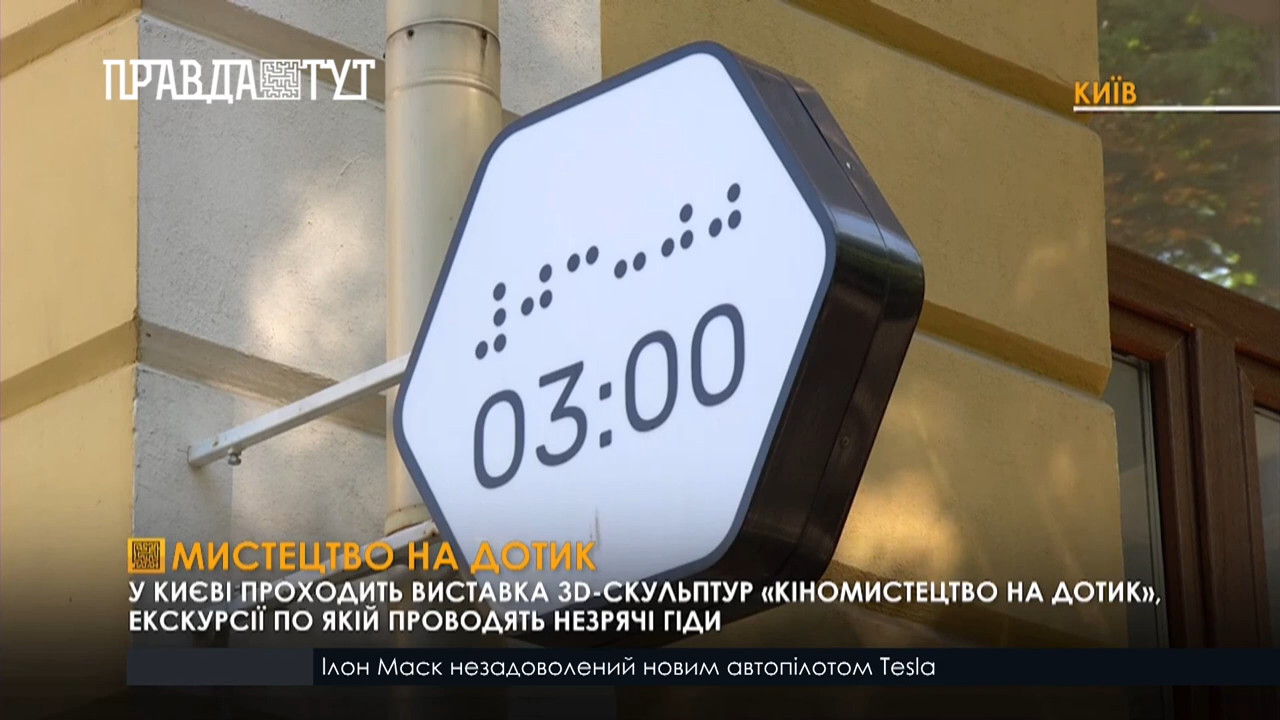 ПРАВДА ТУТ
КИЇВ
03:00
МИСТЕЦТВО НА ДОТИК
У КИЄВІ ПРОХОДИТЬ ВИСТАВКА 3D-СКУЛЬПТУР «КІНОМИСТЕЦТВО НА ДОТИК»,
ЕКСКУРСІЇ ПО ЯКІЙ ПРОВОДЯТЬ НЕЗРЯЧІ ГІДИ
Ілон Маск незадоволений новим автопілотом Tesla